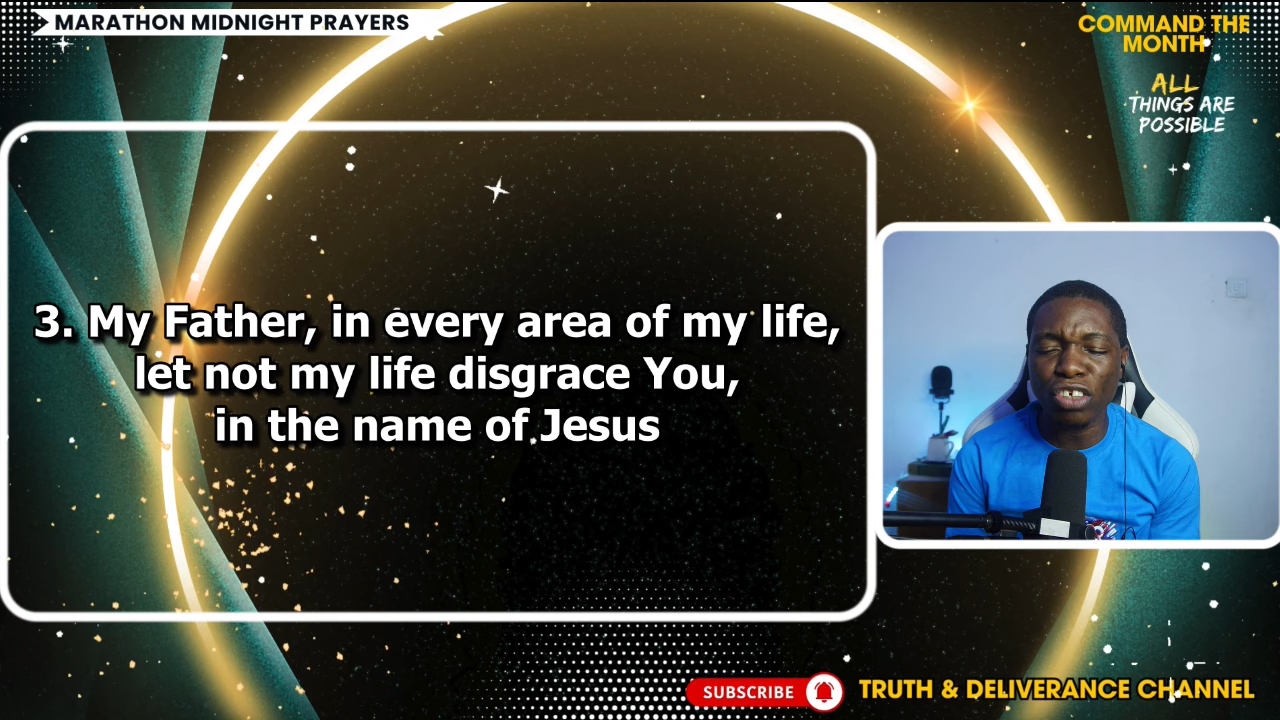 MARATHON MIDNIGHT PRAYERS
COMMAND THE
MONTH
ALL
THINGS ARE
POSSIBLE
3. My Father, in every area of my life,
let not my life disgrace You,
in the name of Jesus
SUBSCRIBE
TRUTH & DELIVERANCE CHANNEL